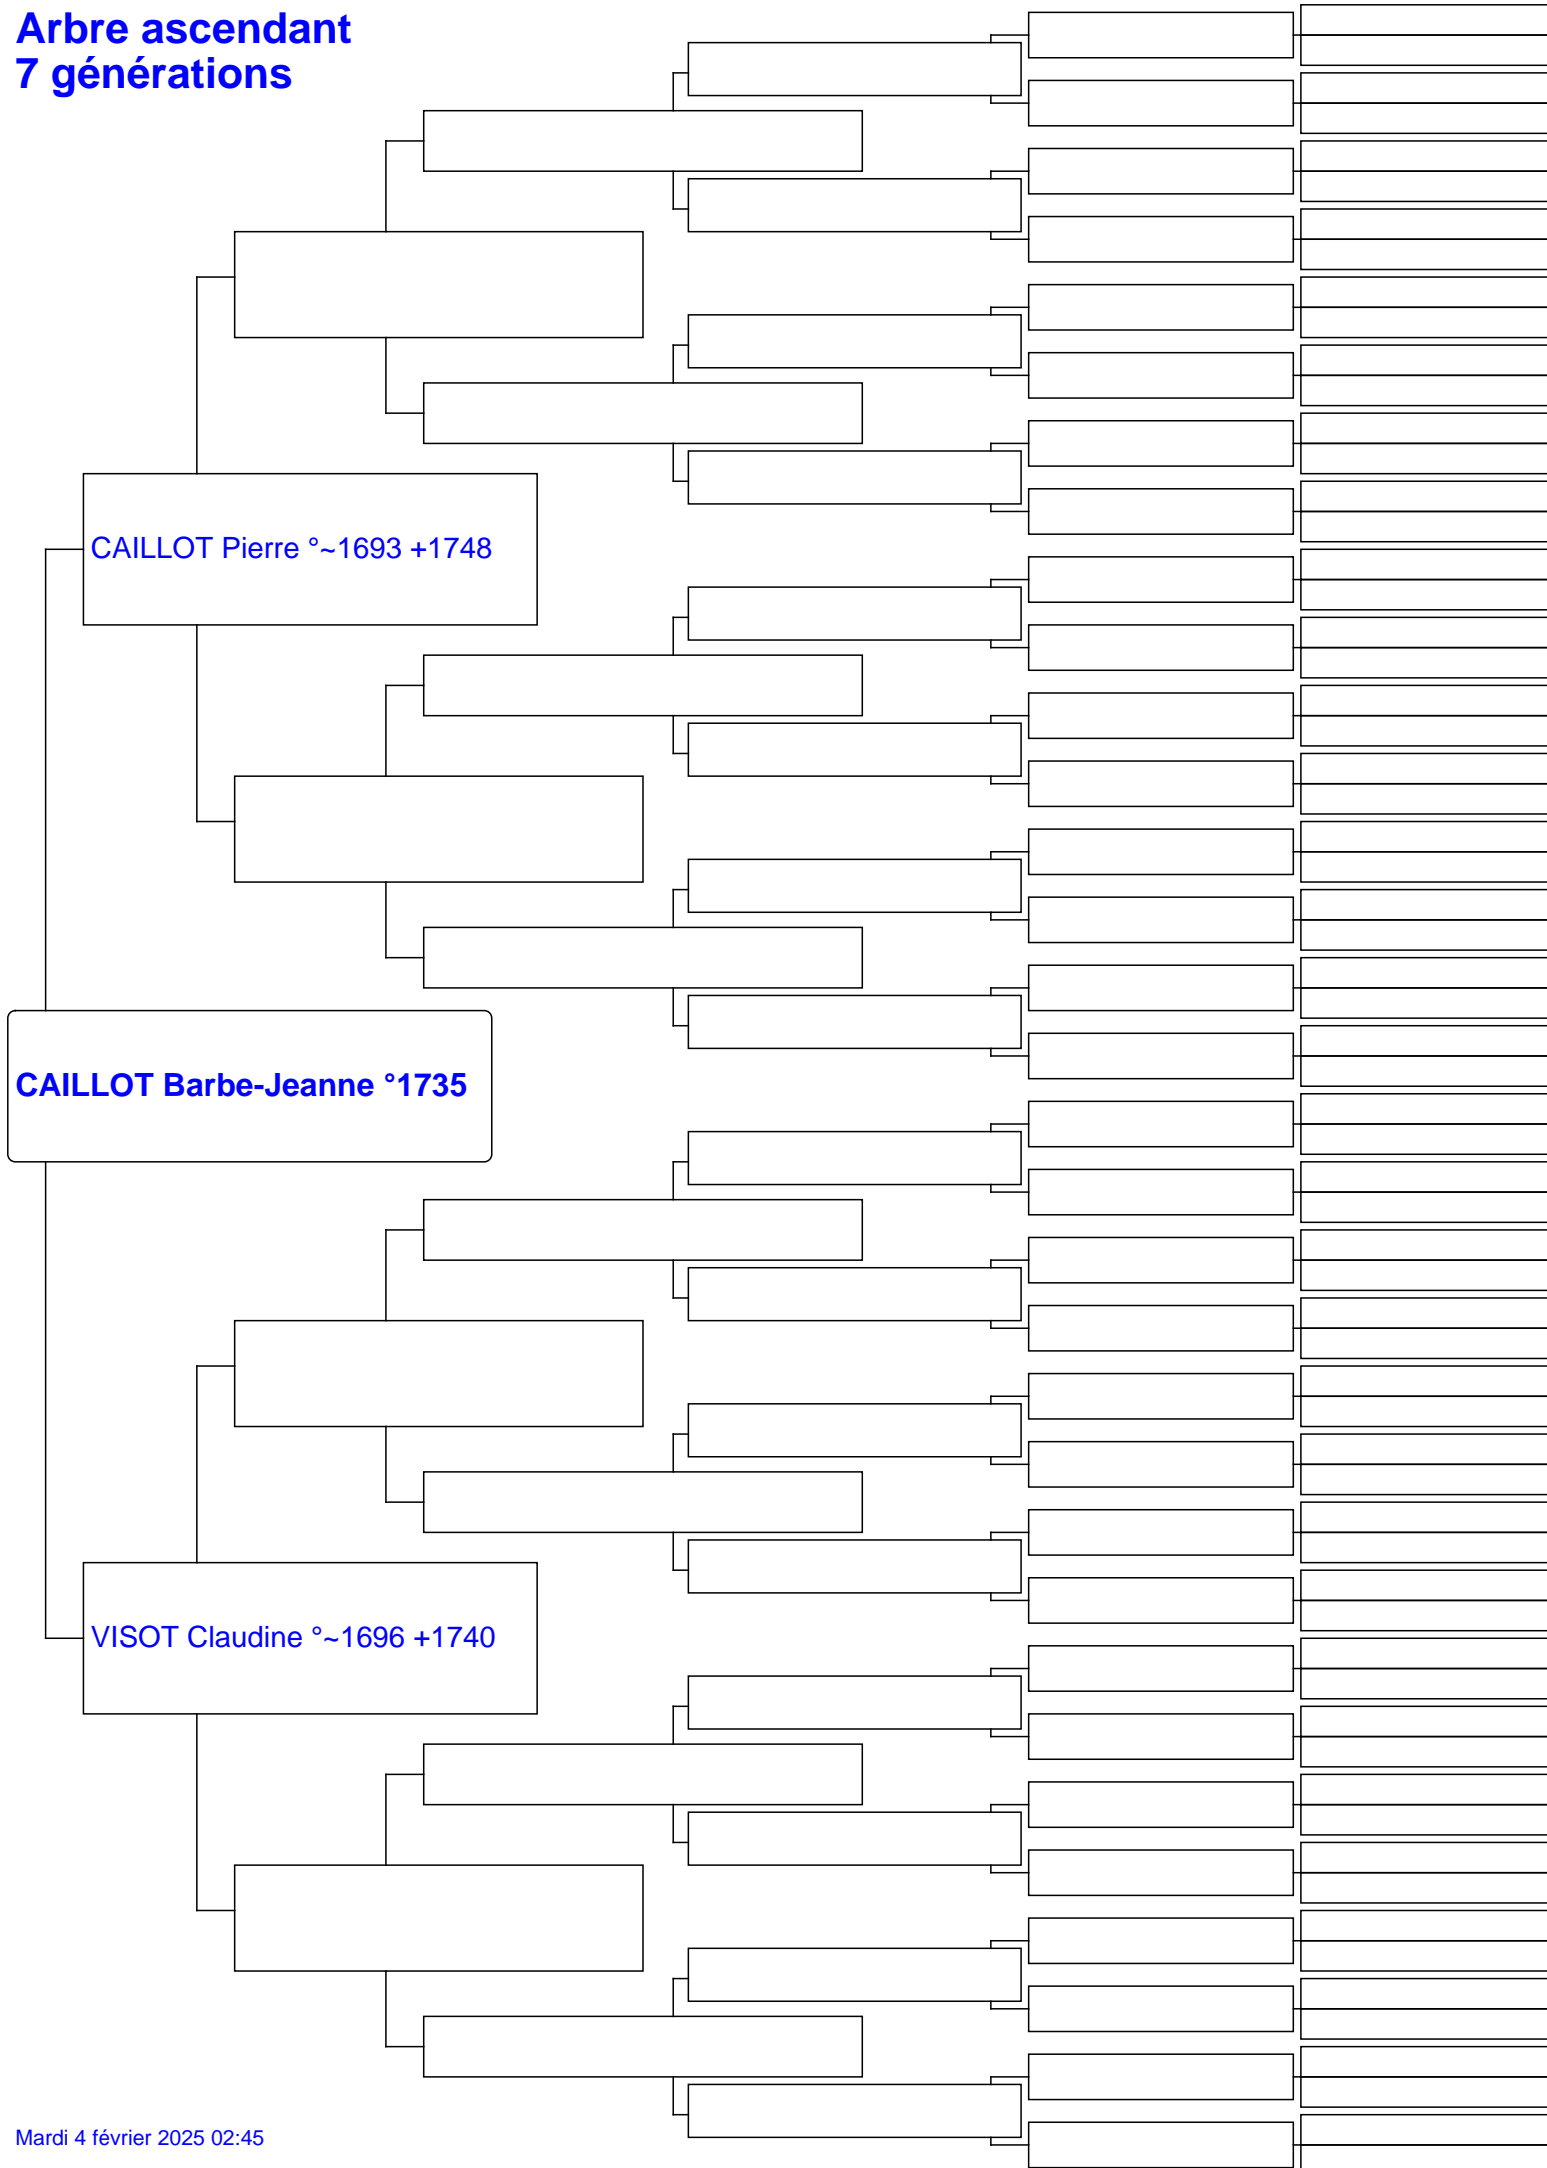 Arbre ascendant
7 générations
CAILLOT Pierre °~1693 +1748
CAILLOT Barbe-Jeanne °1735
VISOT Claudine °~1696 +1740
Mardi 4 février 2025 02:45